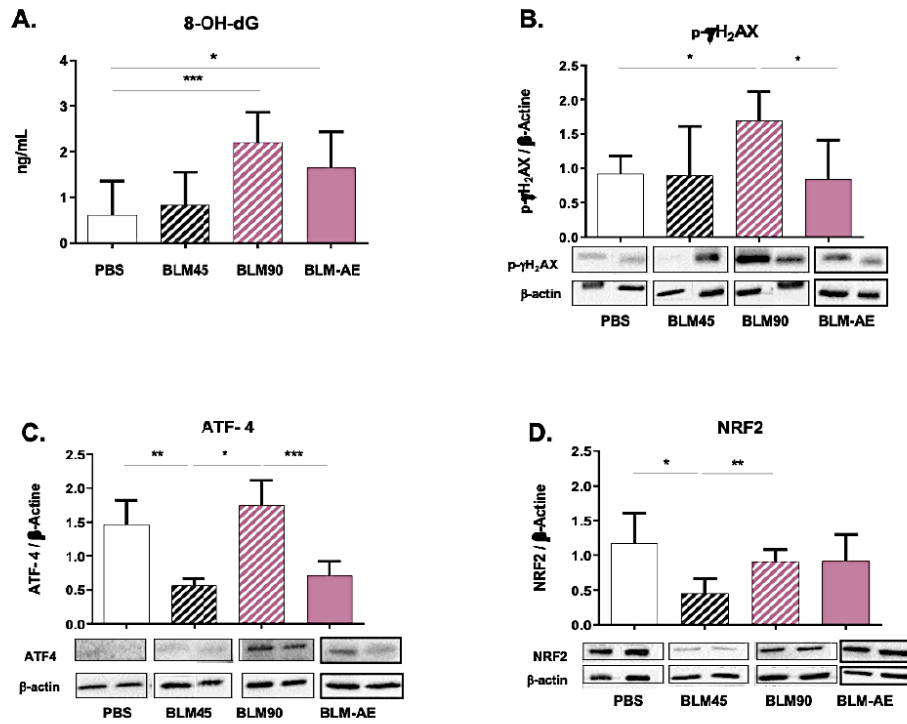 A.
8-OH-dG
*
***
ng/mL
4
3
2
1
0
PBS BLM45 BLM90 BLM-AE
B.
p-γH2AX
* *
p-γH2AX / β-Actine
2.5
2.0
1.5
1.0
0.5
0.0
p-γH2AX
β-actin
PBS BLM45 BLM90 BLM-AE
C.
ATF- 4
** * ***
ATF- 4 / β-Actine
2.5
2.0
1.5
1.0
0.5
0.0
ATF4
β-actin
PBS BLM45 BLM90 BLM-AE
D.
NRF2
* **
NRF2 / β-Actine
2.5
2.0
1.5
1.0
0.5
0.0
NRF2
β-actin
PBS BLM45 BLM90 BLM-AE